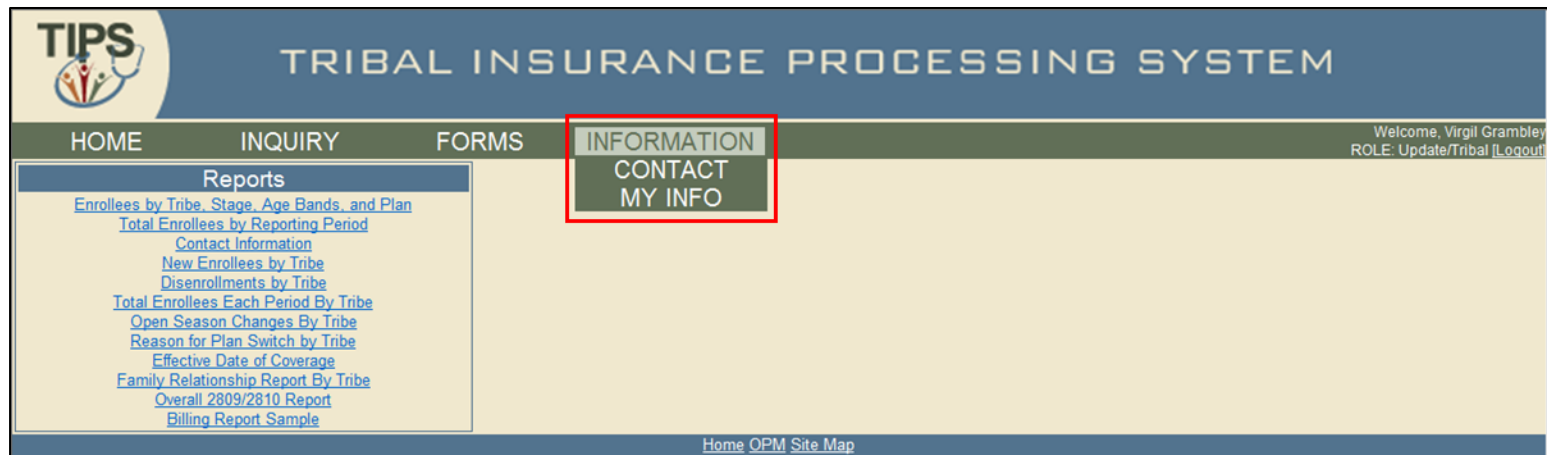 TIPS
TRIBAL INSURANCE PROCESSING SYSTEM
HOME INQUIRY FORMS INFORMATION
Welcome, Virgil Grambley
ROLE: Update/Tribal [Logout]
CONTACT
MY INFO
Reports
Enrollees by Tribe, Stage, Age Bands, and Plan
Total Enrollees by Reporting Period
Contact Information
New Enrollees by Tribe
Disenrollments by Tribe
Total Enrollees Each Period By Tribe
Open Season Changes By Tribe
Reason for Plan Switch by Tribe
Effective Date of Coverage
Family Relationship Report By Tribe
Overall 2809/2810 Report
Billing Report Sample
Home OPM Site Map